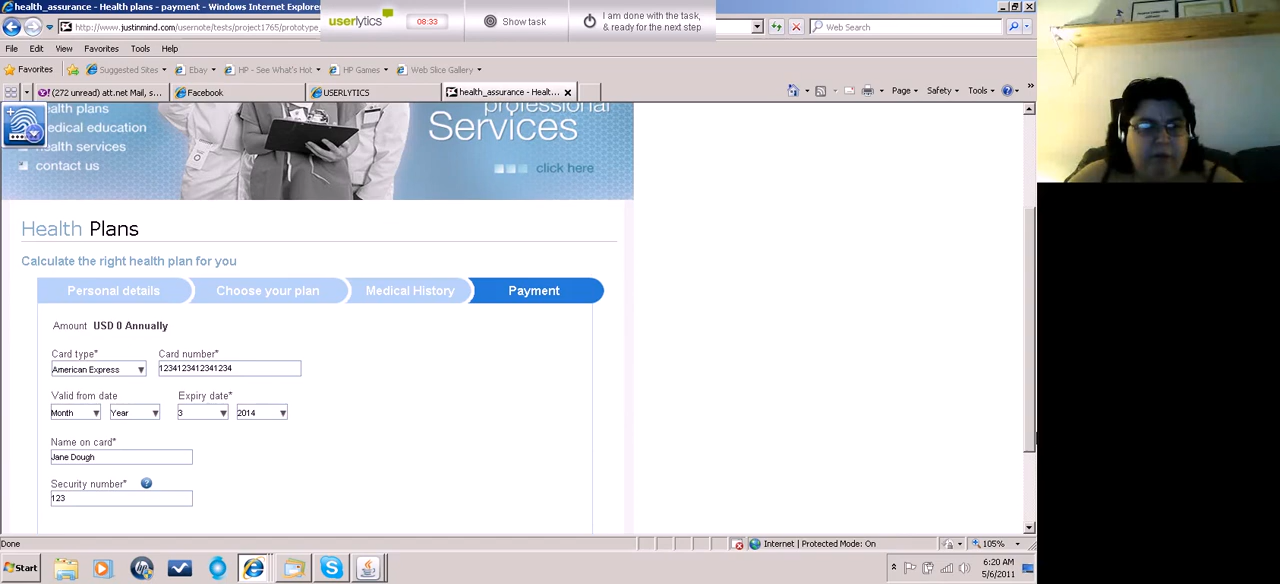 health_assurance - Health plans - payment - Windows Internet Explorer
userlytics
08:33
Show task
I am done with the task,
& ready for the next step
http://www.justinmind.com/usernote/tests/project1765/prototype_
Web Search
File Edit View Favorites Tools Help
Favorites Suggested Sites Ebay HP - See What's Hot HP Games Web Slice Gallery
(272 unread) att.net Mail, s... Facebook USERLYTICS health_assurance - Healt... Page Safety Tools
health plans
medical education
health services
contact us
professional
Services
click here
Health Plans
Calculate the right health plan for you
Personal details Choose your plan Medical History Payment
Amount USD 0 Annually
Card type* Card number*
American Express 1234123412341234
Valid from date Expiry date*
Month Year 3 2014
Name on card*
Jane Dough
Security number*
123
Done Internet | Protected Mode: On 105%
Start 6:20 AM
5/6/2011